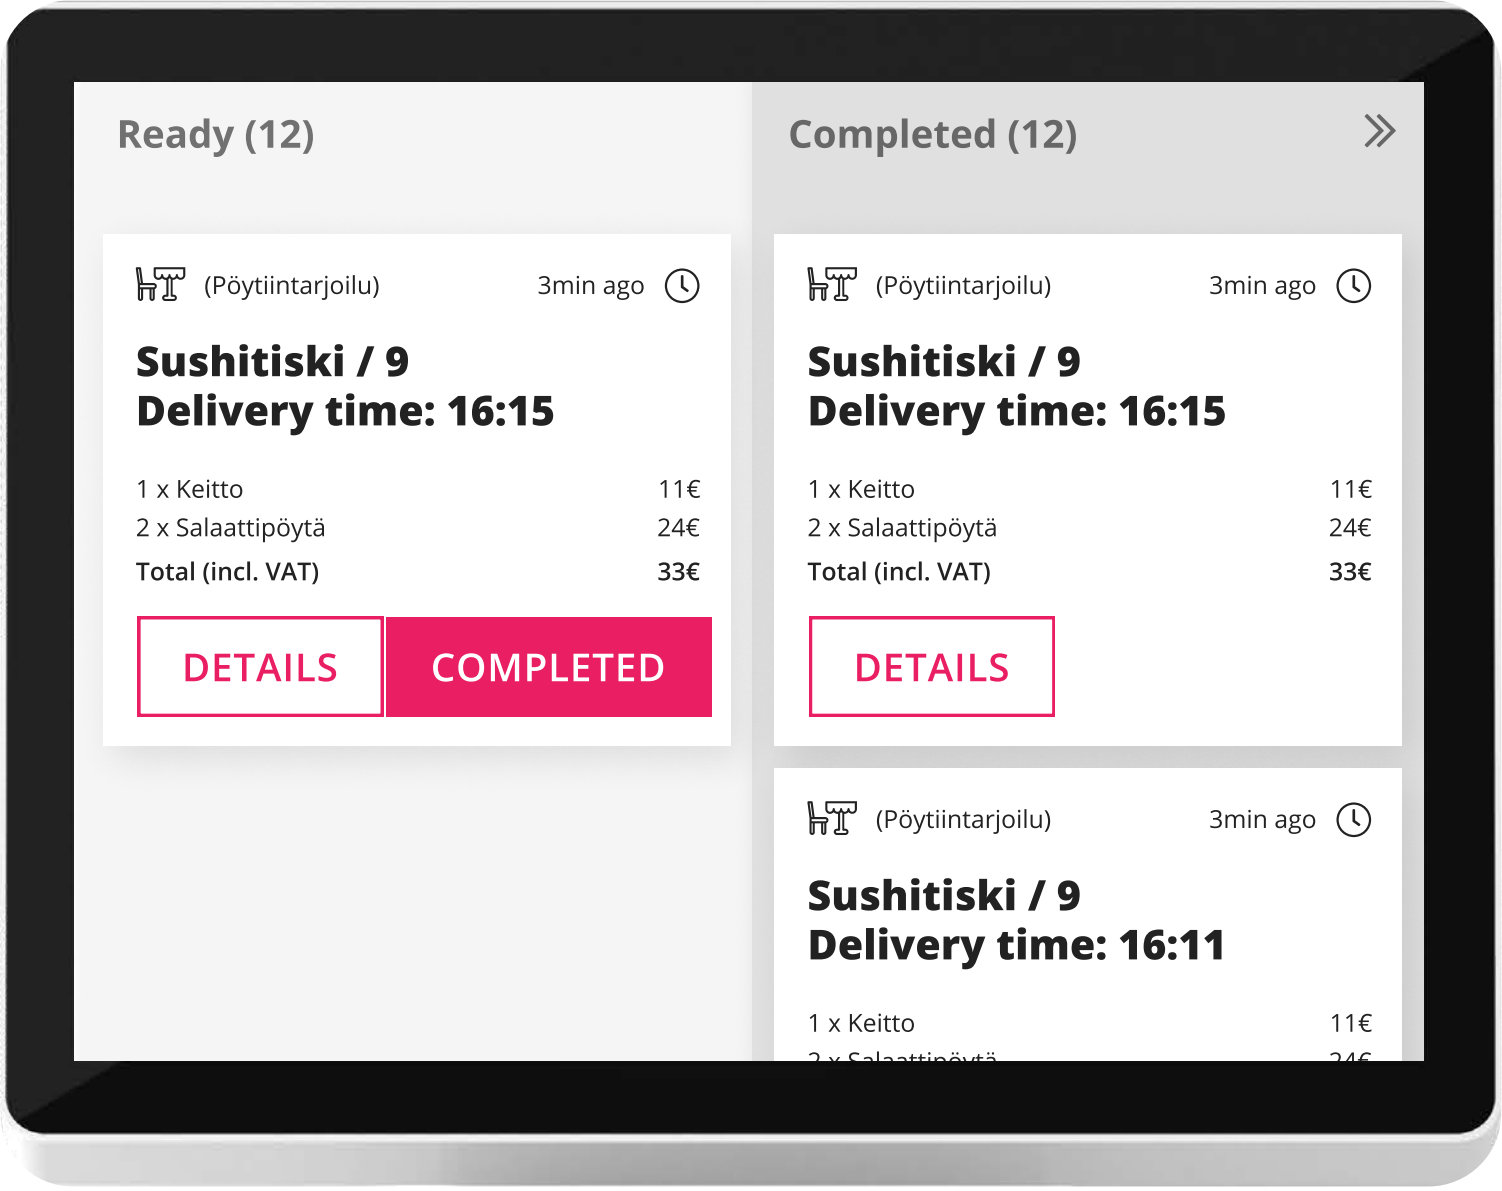 Ready (12)
(Pöytiintarjoilu) 3min ago
Sushitiski / 9
Delivery time: 16:15
1 x Keitto 11€
2 x Salaattipöytä 24€
Total (incl. VAT) 33€
DETAILS COMPLETED
Completed (12)
(Pöytiintarjoilu) 3min ago
Sushitiski / 9
Delivery time: 16:15
1 x Keitto 11€
2 x Salaattipöytä 24€
Total (incl. VAT) 33€
DETAILS
(Pöytiintarjoilu) 3min ago
Sushitiski / 9
Delivery time: 16:11
1 x Keitto 11€
2 x Salaattipöytä 24€